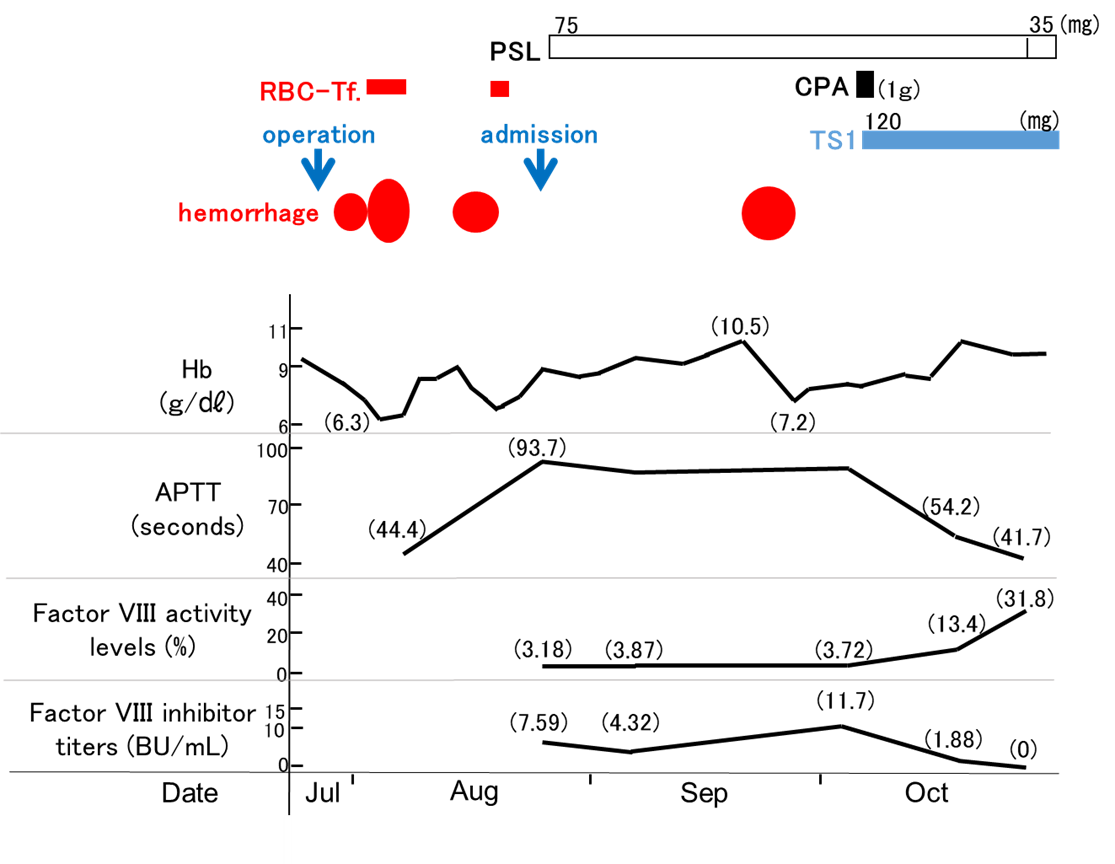 75 35 (mg)
PSL
RBC-Tf. CPA (1g)
operation admission 120 (mg)
TS1
hemorrhage
11 (10.5)
Hb 9
(g/dℓ)
6 (6.3) (7.2)
100 (93.7)
APTT 70 (54.2)
(seconds) (44.4) (41.7)
40
40 (31.8)
Factor VIII activity 20 (13.4)
levels (%) (3.18) (3.87) (3.72)
0
Factor VIII inhibitor 15 (11.7)
titers (BU/mL) 10 (7.59) (4.32) (1.88) (0)
0
Date Jul Aug Sep Oct